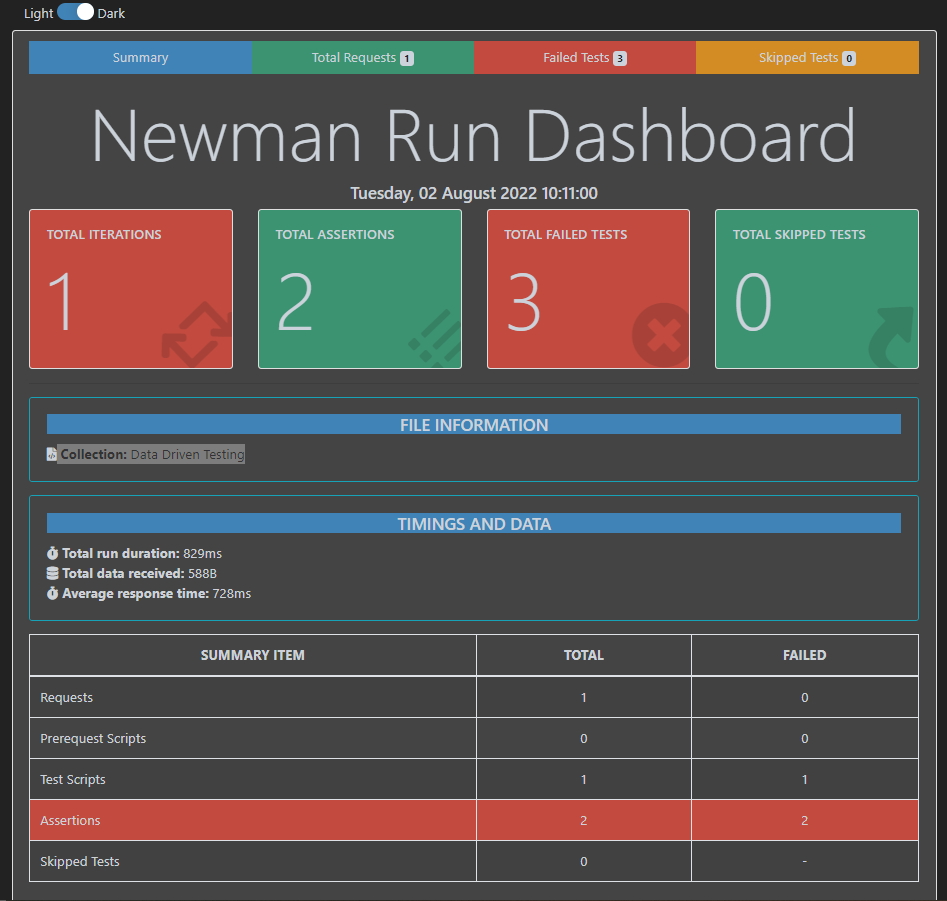 Light Dark
Summary Total Requests 1 Failed Tests 3 Skipped Tests 0
Newman Run Dashboard
Tuesday, 02 August 2022 10:11:00
TOTAL ITERATIONS TOTAL ASSERTIONS TOTAL FAILED TESTS TOTAL SKIPPED TESTS
1 2 3 0
FILE INFORMATION
Collection: Data Driven Testing
TIMINGS AND DATA
Total run duration: 829ms
Total data received: 588B
Average response time: 728ms
SUMMARY ITEM TOTAL FAILED
Requests 1 0
Prerequest Scripts 0 0
Test Scripts 1 1
Assertions 2 2
Skipped Tests 0 -